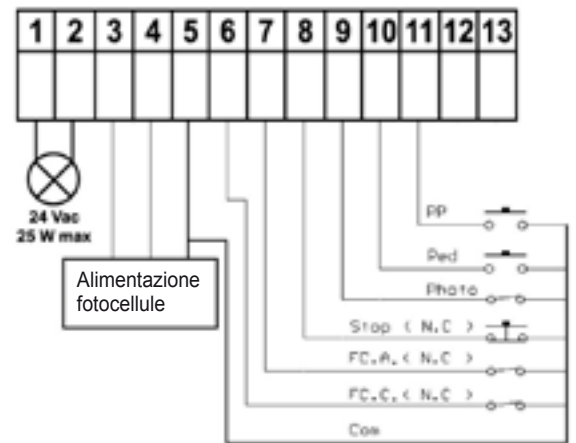 1 2 3 4 5 6 7 8 9 10 11 12 13
24 Vac
25 W max
Alimentazione
fotocellule
PP
Ped
Photo
Stop ( N.C )
FC.A.( N.C )
FC.C.( N.C )
Com